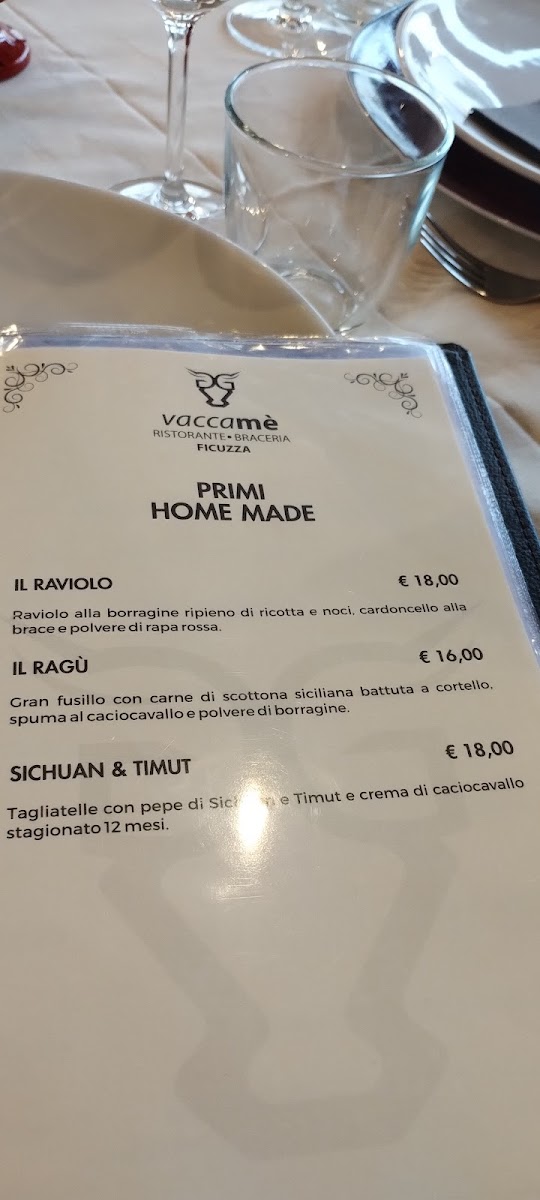 vaccamè
RISTORANTE • BRACERIA
FICUZZA
PRIMI
HOME MADE
IL RAVIOLO € 18,00
Raviolo alla borragine ripieno di ricotta e noci, cardoncello alla
brace e polvere di rapa rossa.
IL RAGÙ € 16,00
Gran fusillo con carne di scottona siciliana battuta a cortello,
spuma al caciocavallo e polvere di borragine.
SICHUAN & TIMUT € 18,00
Tagliatelle con pepe di e Timut e crema di caciocavallo
stagionato 12 mesi.